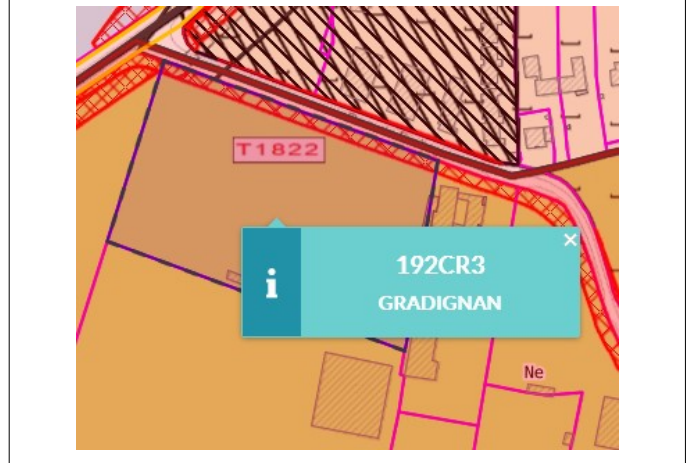 T1822
i
192CR3
×
GRADIGNAN
Ne